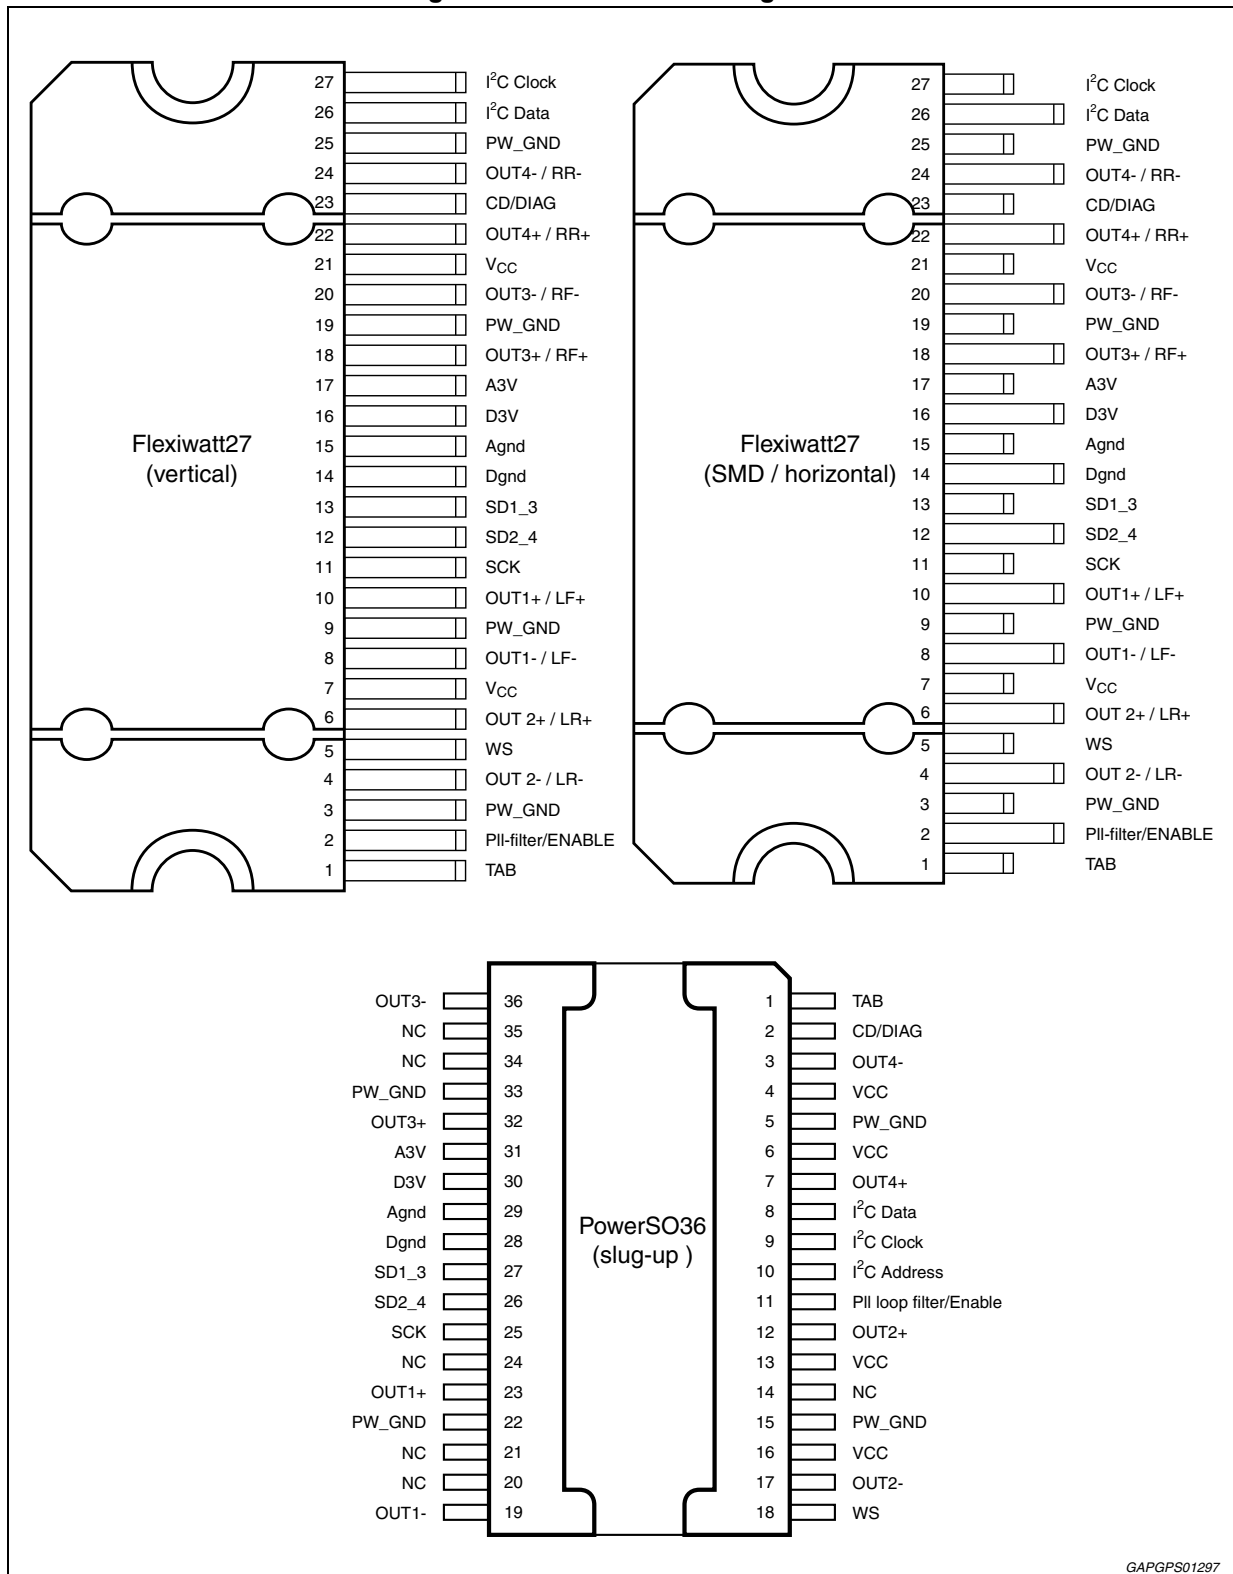 27 I²C Clock
26 I²C Data
25 PW_GND
24 OUT4- / RR-
23 CD/DIAG
22 OUT4+ / RR+
21 VCC
20 OUT3- / RF-
19 PW_GND
18 OUT3+ / RF+
17 A3V
16 D3V
15 Agnd
14 Dgnd
13 SD1_3
12 SD2_4
11 SCK
10 OUT1+ / LF+
9 PW_GND
8 OUT1- / LF-
7 VCC
6 OUT 2+ / LR+
5 WS
4 OUT 2- / LR-
3 PW_GND
2 Pll-filter/ENABLE
1 TAB
Flexiwatt27
(vertical)
27 I²C Clock
26 I²C Data
25 PW_GND
24 OUT4- / RR-
23 CD/DIAG
22 OUT4+ / RR+
21 VCC
20 OUT3- / RF-
19 PW_GND
18 OUT3+ / RF+
17 A3V
16 D3V
15 Agnd
14 Dgnd
13 SD1_3
12 SD2_4
11 SCK
10 OUT1+ / LF+
9 PW_GND
8 OUT1- / LF-
7 VCC
6 OUT 2+ / LR+
5 WS
4 OUT 2- / LR-
3 PW_GND
2 Pll-filter/ENABLE
1 TAB
Flexiwatt27
(SMD / horizontal)
OUT3- 36
NC 35
NC 34
PW_GND 33
OUT3+ 32
A3V 31
D3V 30
Agnd 29
Dgnd 28
SD1_3 27
SD2_4 26
SCK 25
NC 24
OUT1+ 23
PW_GND 22
NC 21
NC 20
OUT1- 19
PowerSO36
(slug-up )
1 TAB
2 CD/DIAG
3 OUT4-
4 VCC
5 PW_GND
6 VCC
7 OUT4+
8 I²C Data
9 I²C Clock
10 I²C Address
11 Pll loop filter/Enable
12 OUT2+
13 VCC
14 NC
15 PW_GND
16 VCC
17 OUT2-
18 WS
GAPGPS01297